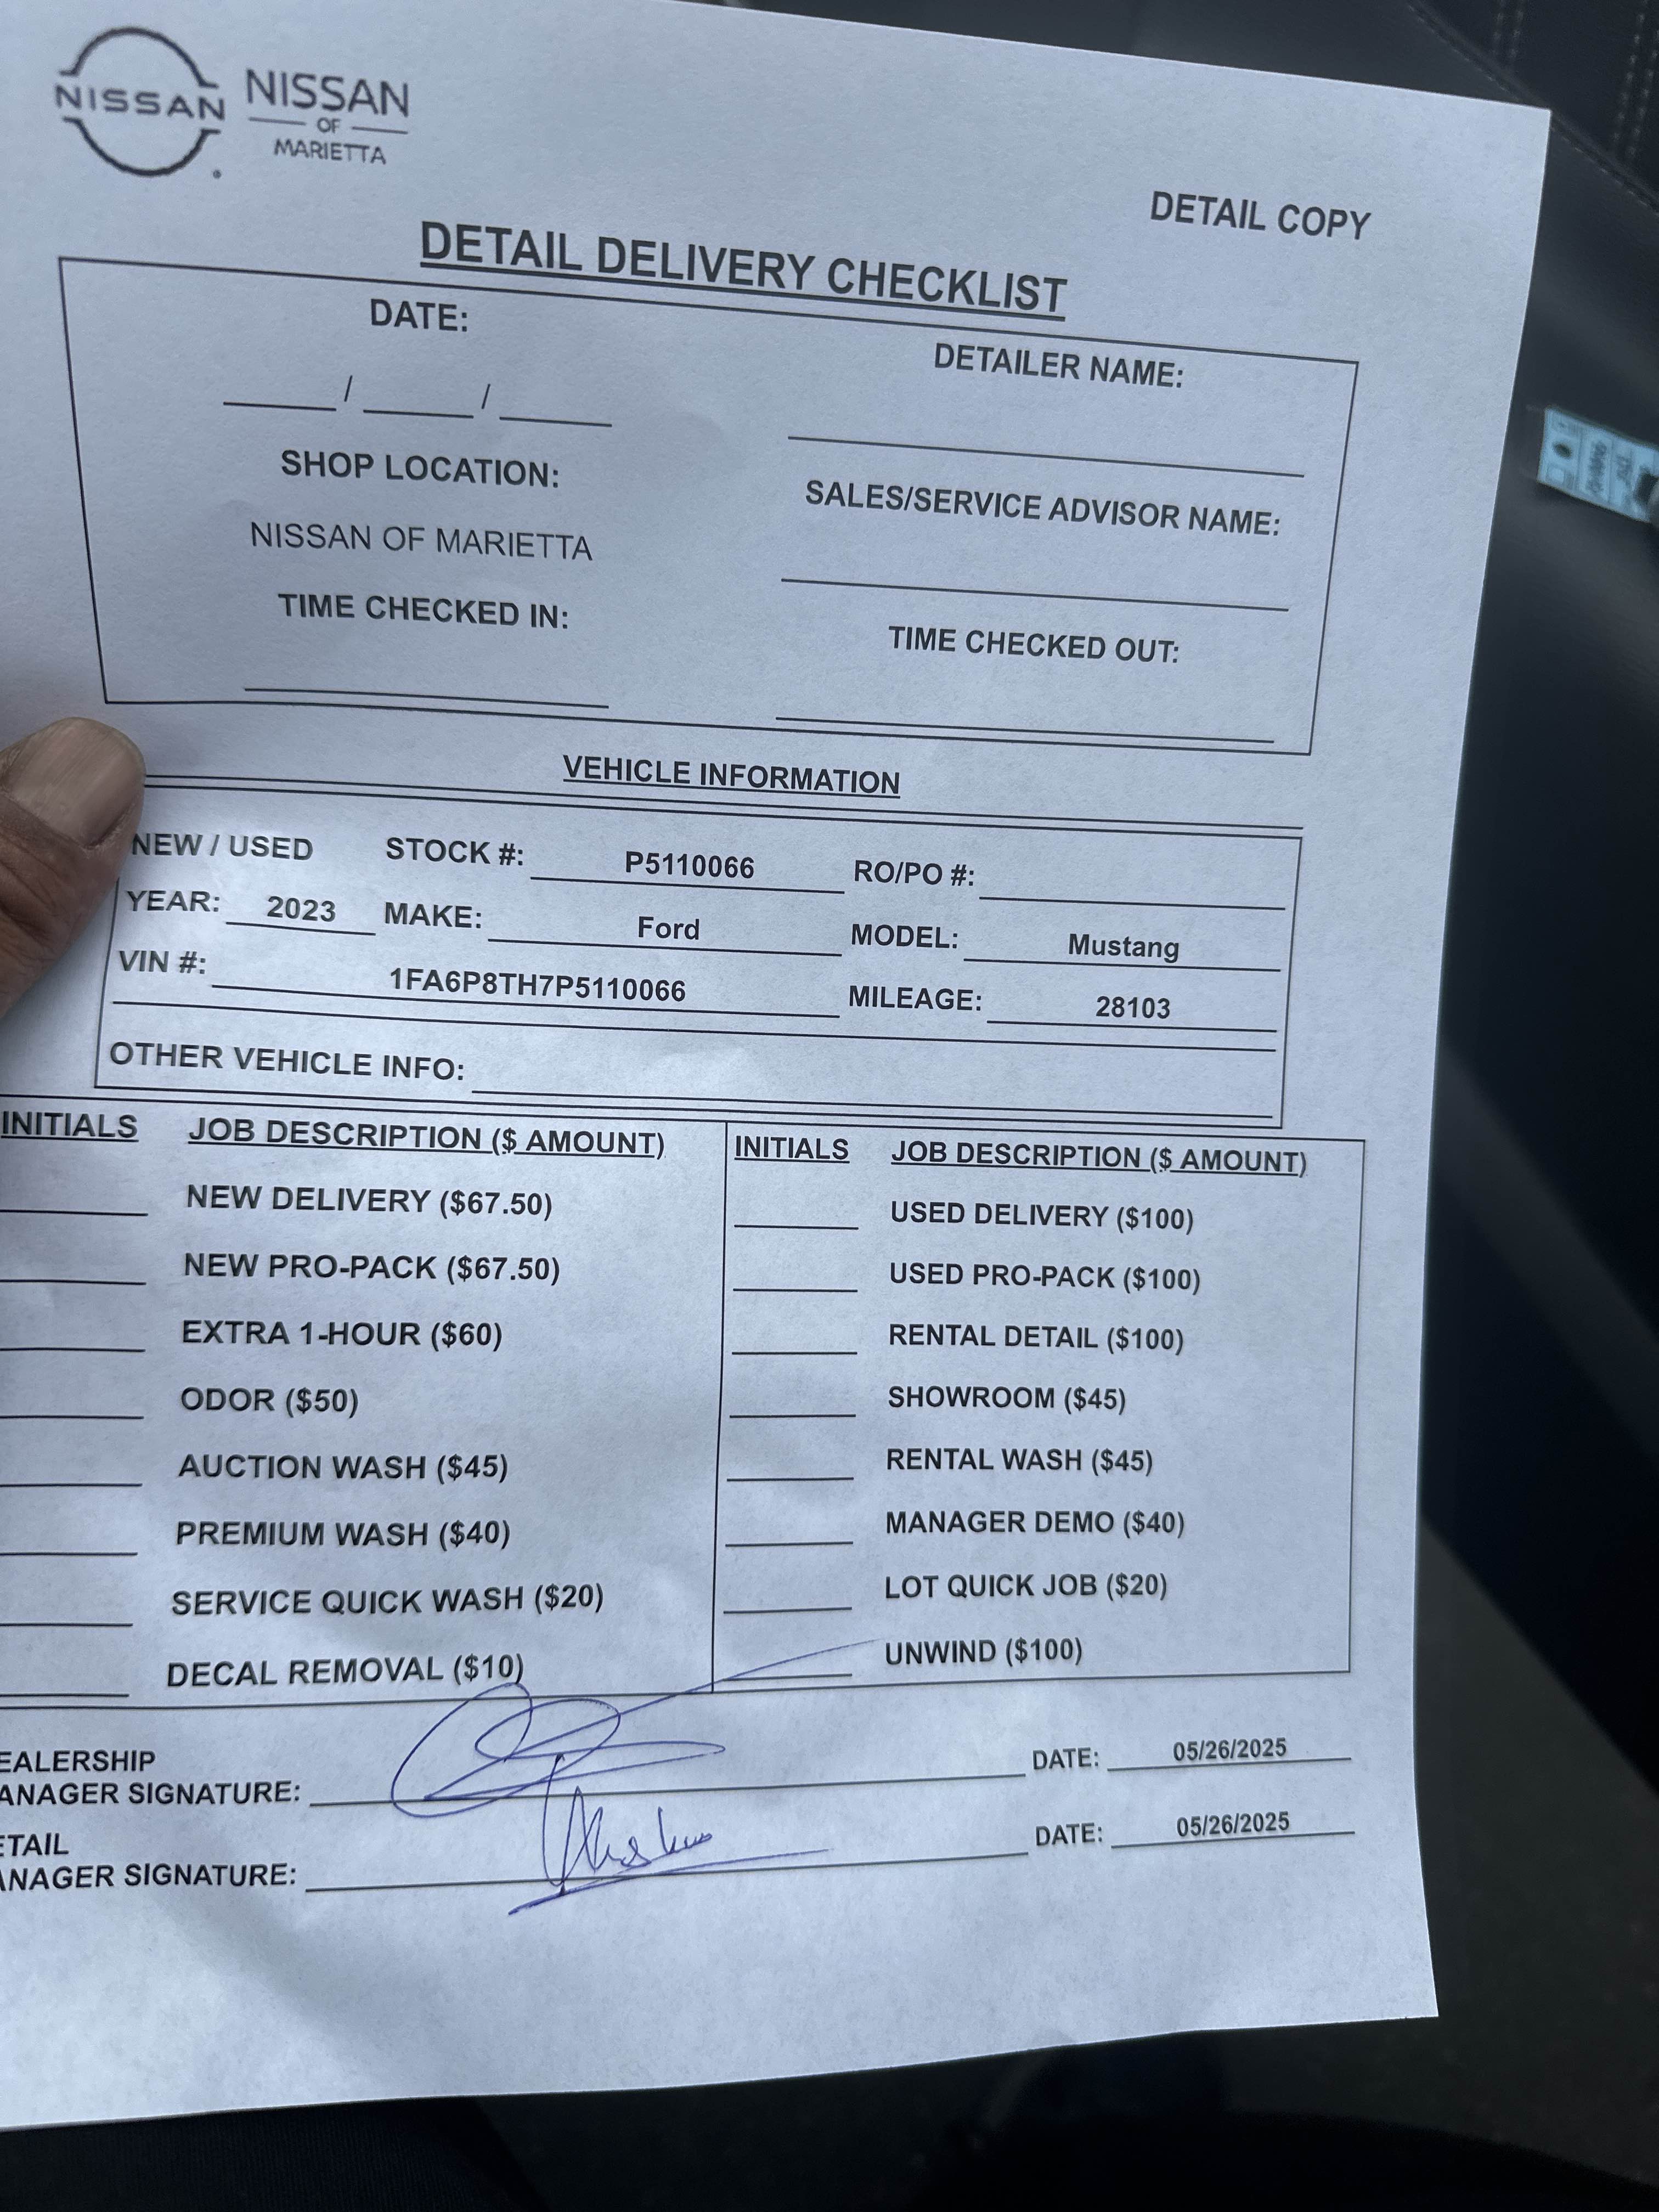 NISSAN
NISSAN
OF
MARIETTA
DETAIL COPY
DETAIL DELIVERY CHECKLIST
DATE:
DETAILER NAME:
/ /
SHOP LOCATION:
SALES/SERVICE ADVISOR NAME:
NISSAN OF MARIETTA
TIME CHECKED IN:
TIME CHECKED OUT:
VEHICLE INFORMATION
NEW / USED STOCK #: P5110066 RO/PO #:
YEAR: 2023 MAKE: Ford MODEL: Mustang
VIN #: 1FA6P8TH7P5110066 MILEAGE: 28103
OTHER VEHICLE INFO:
INITIALS JOB DESCRIPTION ($ AMOUNT) INITIALS JOB DESCRIPTION ($ AMOUNT)
NEW DELIVERY ($67.50) USED DELIVERY ($100)
NEW PRO-PACK ($67.50) USED PRO-PACK ($100)
EXTRA 1-HOUR ($60) RENTAL DETAIL ($100)
ODOR ($50) SHOWROOM ($45)
AUCTION WASH ($45) RENTAL WASH ($45)
PREMIUM WASH ($40) MANAGER DEMO ($40)
SERVICE QUICK WASH ($20) LOT QUICK JOB ($20)
DECAL REMOVAL ($10) UNWIND ($100)
EALERSHIP
ANAGER SIGNATURE: DATE: 05/26/2025
ETAIL
ANAGER SIGNATURE: DATE: 05/26/2025